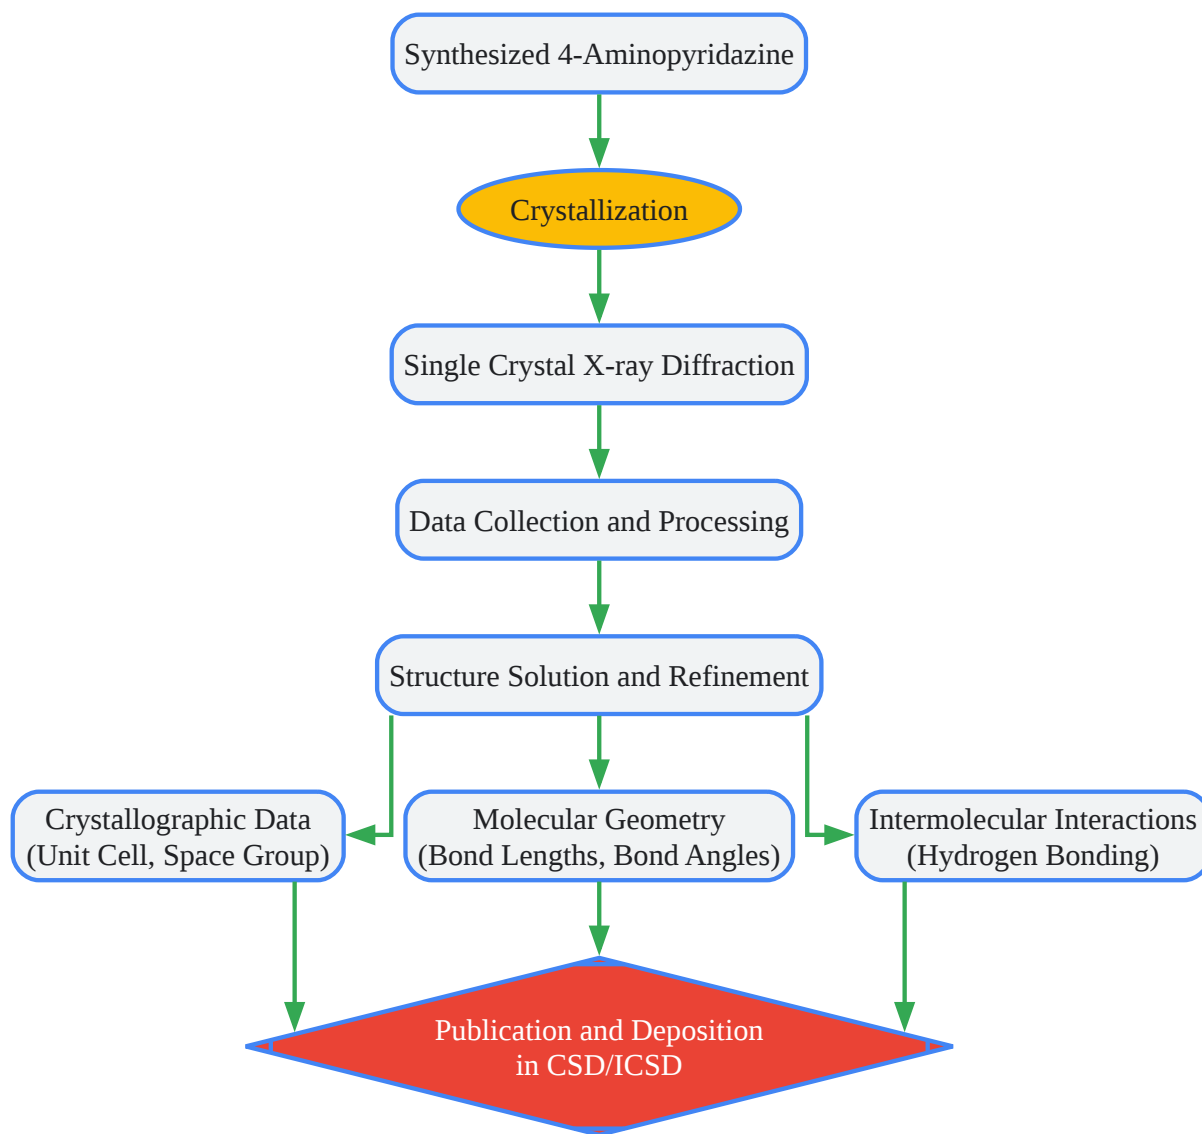 Synthesized 4-Aminopyridazine
Crystallization
Single Crystal X-ray Diffraction
Data Collection and Processing
Structure Solution and Refinement
Crystallographic Data
(Unit Cell, Space Group)
Molecular Geometry
(Bond Lengths, Bond Angles)
Intermolecular Interactions
(Hydrogen Bonding)
Publication and Deposition
in CSD/ICSD